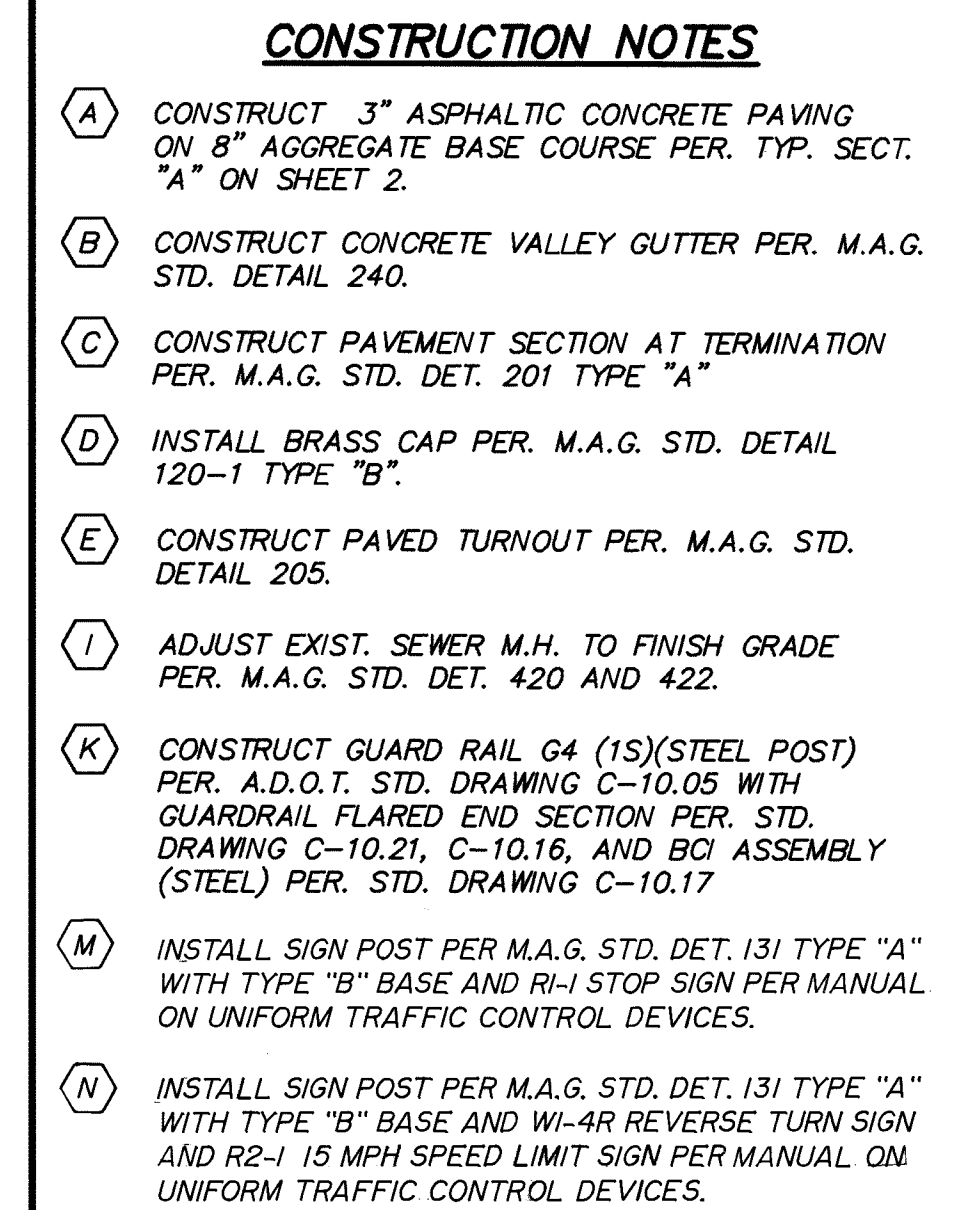 CONSTRUCTION NOTES
A CONSTRUCT 3" ASPHALTIC CONCRETE PAVING
ON 8" AGGREGATE BASE COURSE PER. TYP. SECT.
"A" ON SHEET 2.
B CONSTRUCT CONCRETE VALLEY GUTTER PER. M.A.G.
STD. DETAIL 240.
C CONSTRUCT PAVEMENT SECTION AT TERMINATION
PER. M.A.G. STD. DET. 201 TYPE "A"
D INSTALL BRASS CAP PER. M.A.G. STD. DETAIL
120-1 TYPE "B".
E CONSTRUCT PAVED TURNOUT PER. M.A.G. STD.
DETAIL 205.
I ADJUST EXIST. SEWER M.H. TO FINISH GRADE
PER. M.A.G. STD. DET. 420 AND 422.
K CONSTRUCT GUARD RAIL G4 (1S)(STEEL POST)
PER. A.D.O.T. STD. DRAWING C-10.05 WITH
GUARDRAIL FLARED END SECTION PER. STD.
DRAWING C-10.21, C-10.16, AND BCI ASSEMBLY
(STEEL) PER. STD. DRAWING C-10.17
M INSTALL SIGN POST PER M.A.G. STD. DET. 131 TYPE "A"
WITH TYPE "B" BASE AND R1-1 STOP SIGN PER MANUAL
ON UNIFORM TRAFFIC CONTROL DEVICES.
N INSTALL SIGN POST PER M.A.G. STD. DET. 131 TYPE "A"
WITH TYPE "B" BASE AND W1-4R REVERSE TURN SIGN
AND R2-1 15 MPH SPEED LIMIT SIGN PER MANUAL ON
UNIFORM TRAFFIC CONTROL DEVICES.